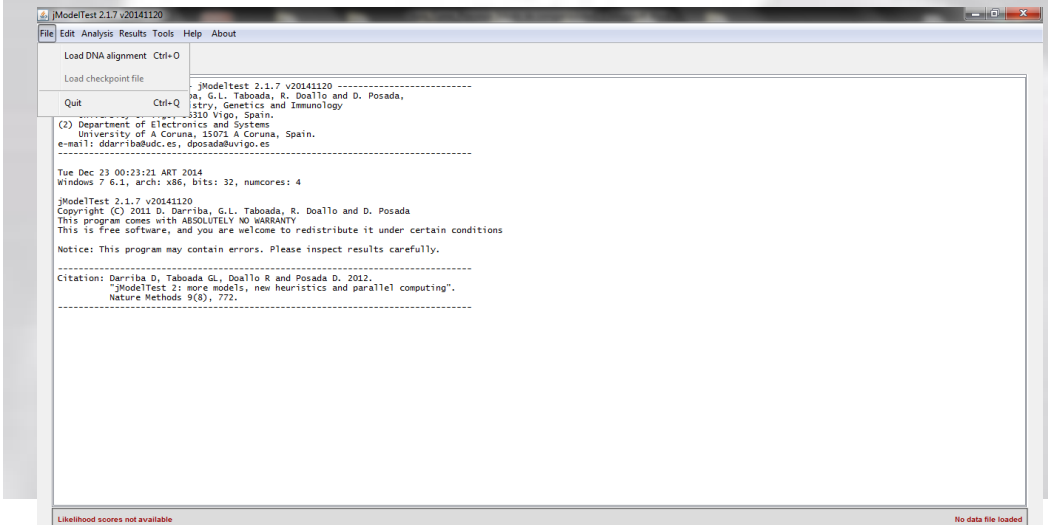 jModelTest 2.1.7 v20141120
File Edit Analysis Results Tools Help About
Load DNA alignment Ctrl+O
Load checkpoint file
Quit Ctrl+Q
- jModeltest 2.1.7 v20141120 --------------------------
G.L. Taboada, R. Doallo and D. Posada,
Genetics and Immunology
Vigo, Spain.
(2) Department of Electronics and Systems
University of A Coruna, 15071 A Coruna, Spain.
e-mail: ddarriba@udc.es, dposada@uvigo.es
--------------------------------------------------------------------------------
Tue Dec 23 00:23:21 ART 2014
Windows 7 6.1, arch: x86, bits: 32, numcores: 4
jModelTest 2.1.7 v20141120
Copyright (C) 2011 D. Darriba, G.L. Taboada, R. Doallo and D. Posada
This program comes with ABSOLUTELY NO WARRANTY
This is free software, and you are welcome to redistribute it under certain conditions
Notice: This program may contain errors. Please inspect results carefully.
--------------------------------------------------------------------------------
Citation: Darriba D, Taboada GL, Doallo R and Posada D. 2012.
"jModelTest 2: more models, new heuristics and parallel computing".
Nature Methods 9(8), 772.
--------------------------------------------------------------------------------
Likelihood scores not available No data file loaded